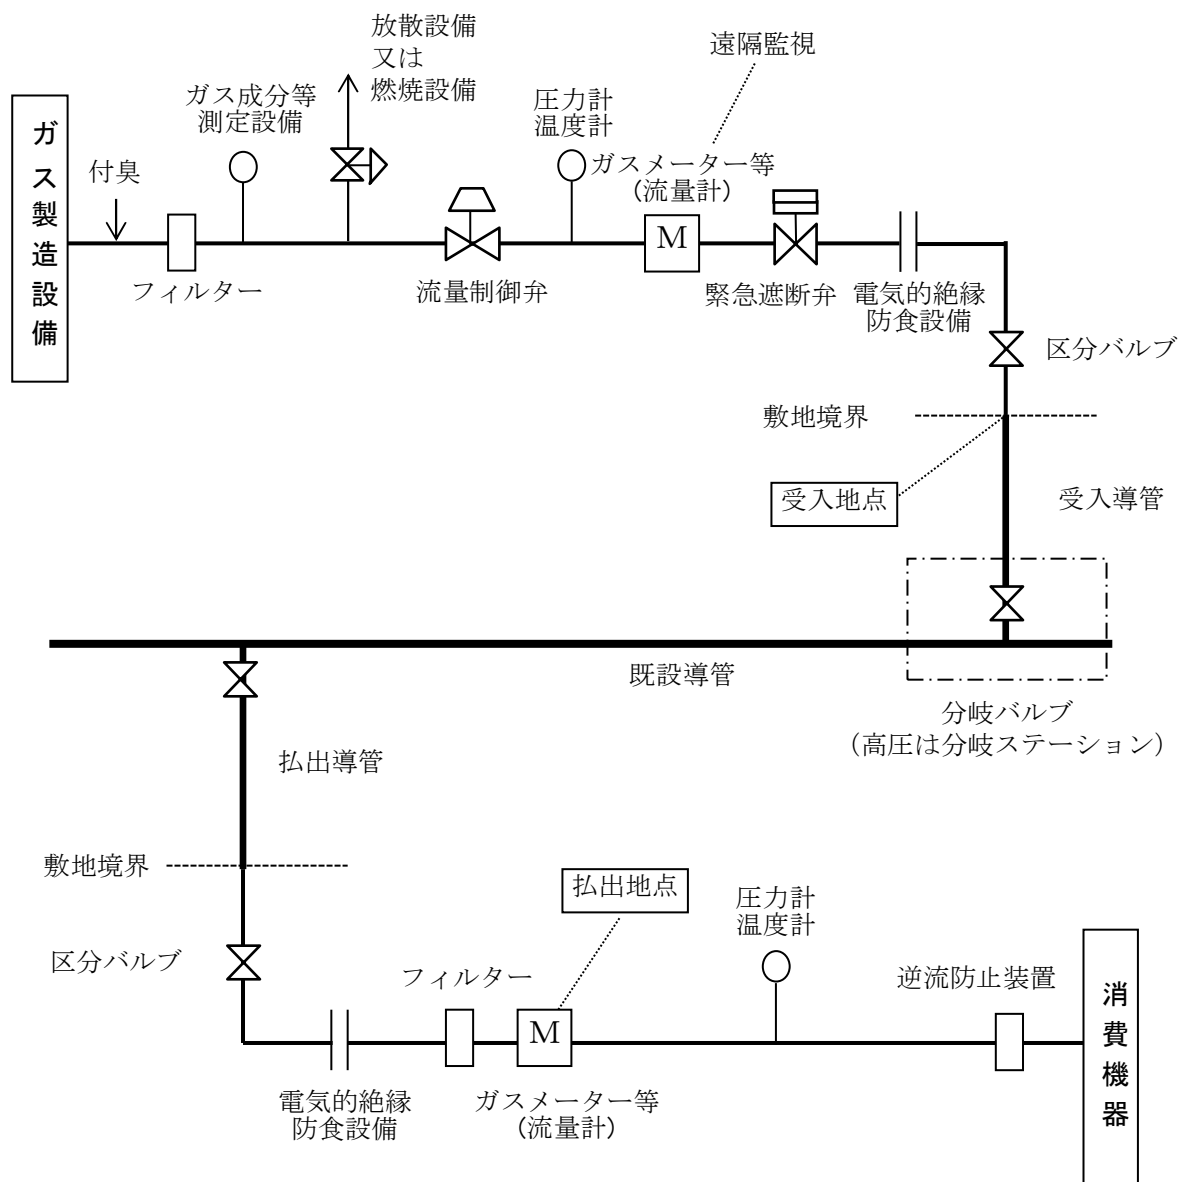 放散設備
又は
燃焼設備
遠隔監視
ガス成分等
測定設備
圧力計
温度計
ガス製造設備
付臭
ガスメーター等
(流量計)
M
フィルター
流量制御弁
緊急遮断弁
電気的絶縁
防食設備
区分バルブ
敷地境界
受入地点
受入導管
既設導管
分岐バルブ
(高圧は分岐ステーション)
払出導管
敷地境界
払出地点
圧力計
温度計
区分バルブ
フィルター
逆流防止装置
消費機器
M
電気的絶縁
防食設備
ガスメーター等
(流量計)